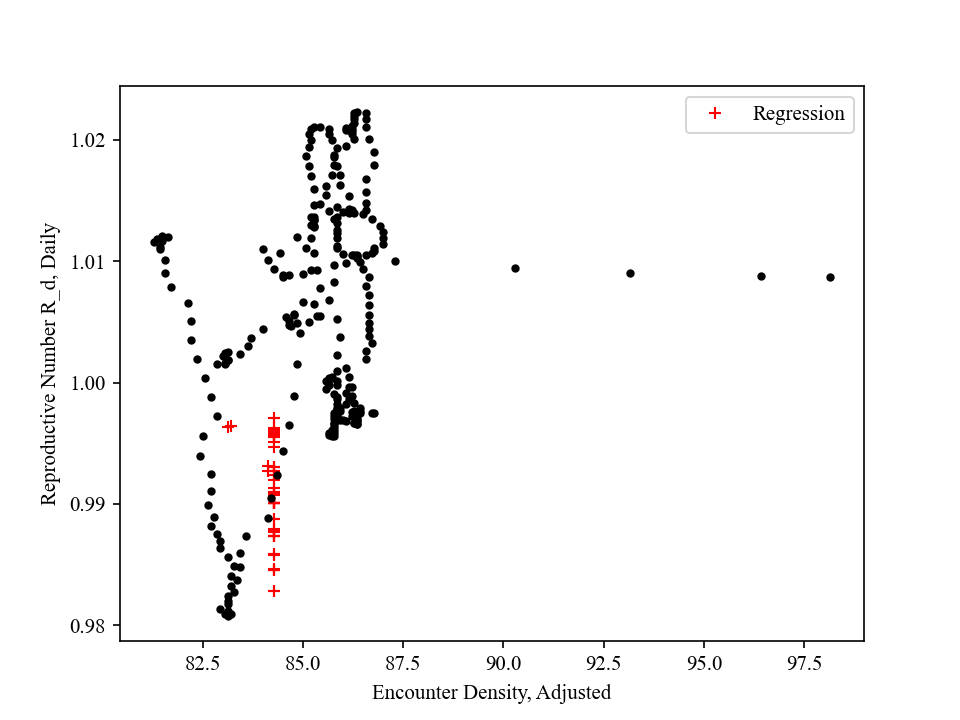 Regression
1.02
1.01
1.00
0.99
0.98
Reproductive Number R_d, Daily
82.5 85.0 87.5 90.0 92.5 95.0 97.5
Encounter Density, Adjusted